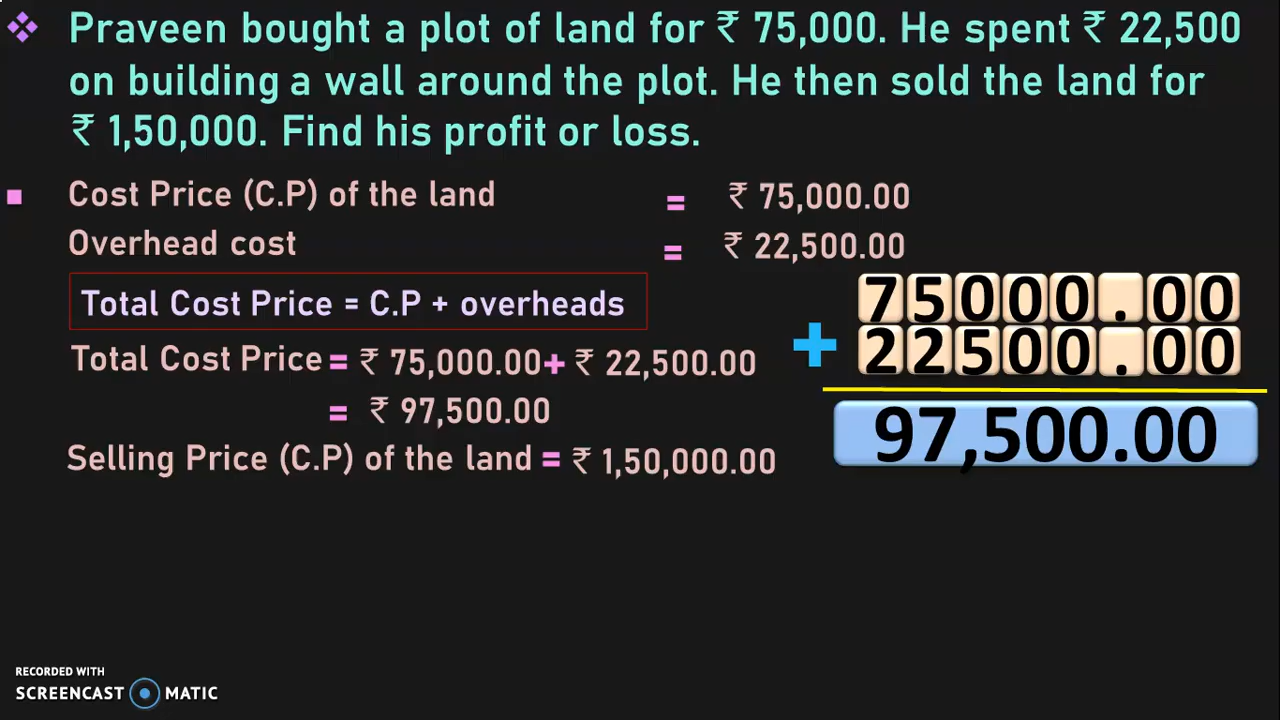 ❖ Praveen bought a plot of land for ₹ 75,000. He spent ₹ 22,500
on building a wall around the plot. He then sold the land for
₹ 1,50,000. Find his profit or loss.
▪ Cost Price (C.P) of the land = ₹ 75,000.00
Overhead cost = ₹ 22,500.00
Total Cost Price = C.P + overheads
75000.00
Total Cost Price = ₹ 75,000.00+ ₹ 22,500.00
+ 22500.00
= ₹ 97,500.00
97,500.00
Selling Price (C.P) of the land = ₹ 1,50,000.00
RECORDED WITH
SCREENCAST MATIC